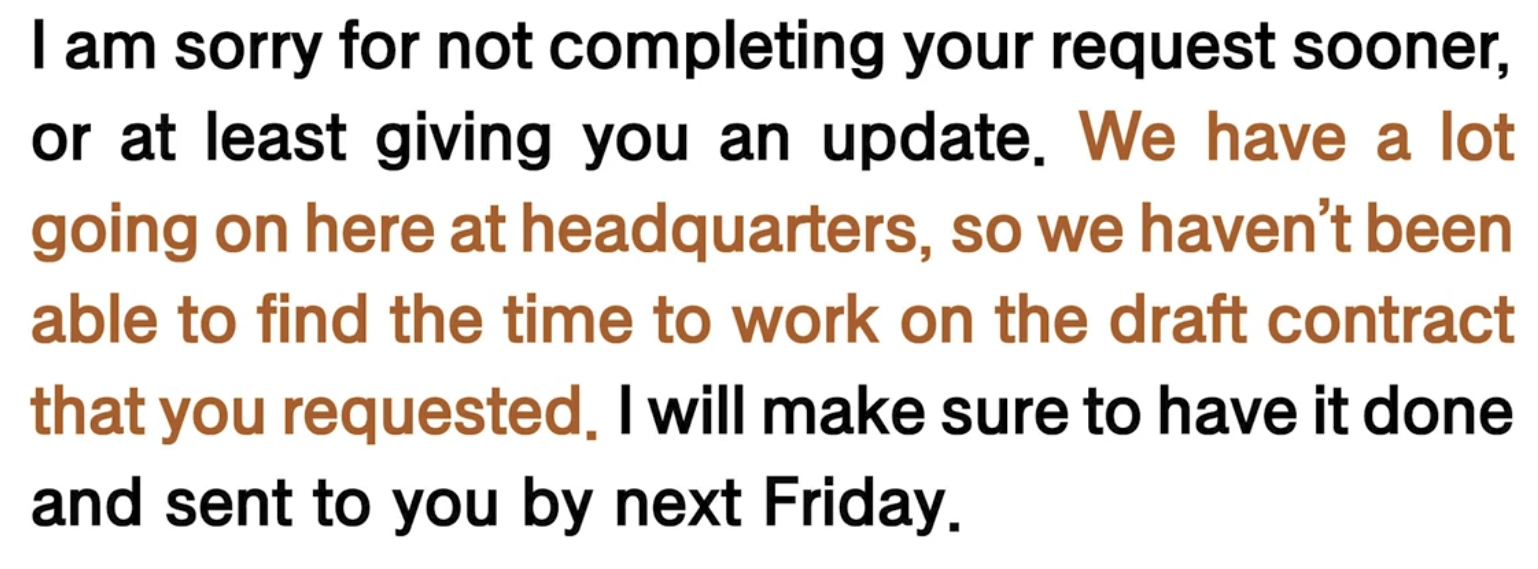 I am sorry for not completing your request sooner,
or at least giving you an update. We have a lot
going on here at headquarters, so we haven’t been
able to find the time to work on the draft contract
that you requested. I will make sure to have it done
and sent to you by next Friday.